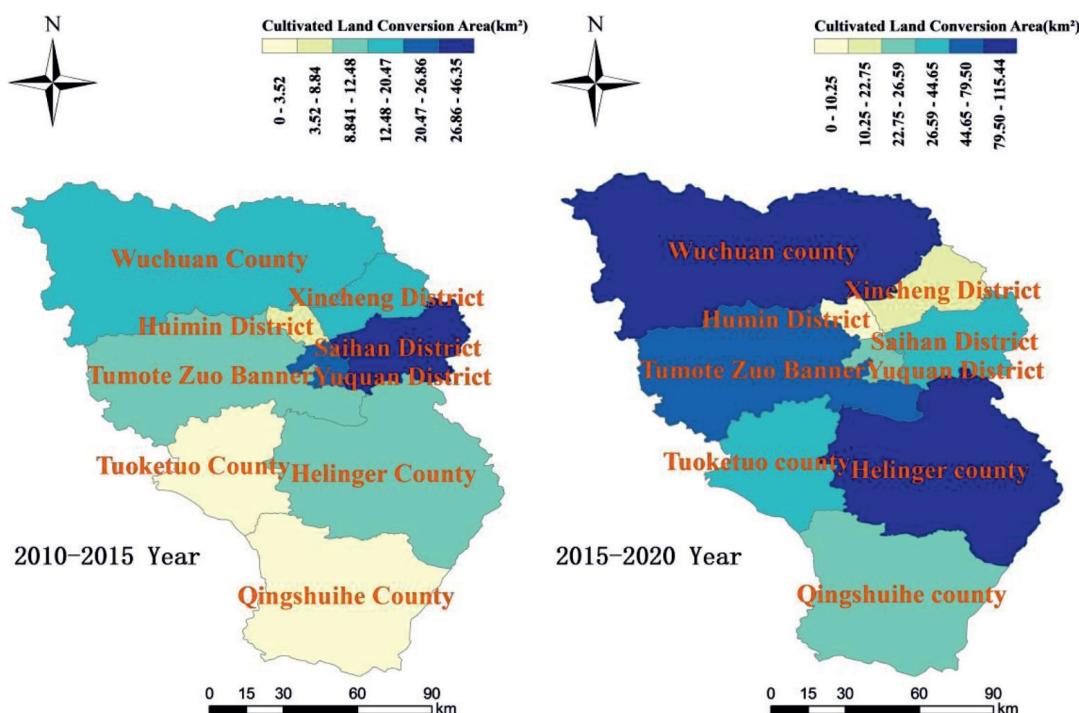 N
Cultivated Land Conversion Area(km²)
0 - 3.52
3.52 - 8.84
8.841 - 12.48
12.48 - 20.47
20.47 - 26.86
26.86 - 46.35
Wuchuan County
Xincheng District
Huimin District
Saihan District
Tumote Zuo Banner
Yuquan District
Tuoketuo County
Helinger County
2010-2015 Year
Qingshuihe County
0 15 30 60 90
km
N
Cultivated Land Conversion Area(km²)
0 - 10.25
10.25 - 22.75
22.75 - 26.59
26.59 - 44.65
44.65 - 79.50
79.50 - 115.44
Wuchuan county
Xincheng District
Humin District
Saihan District
Tumote Zuo Banner
Yuquan District
Tuoketuo county
Helinger county
2015-2020 Year
Qingshuihe county
0 15 30 60 90
km